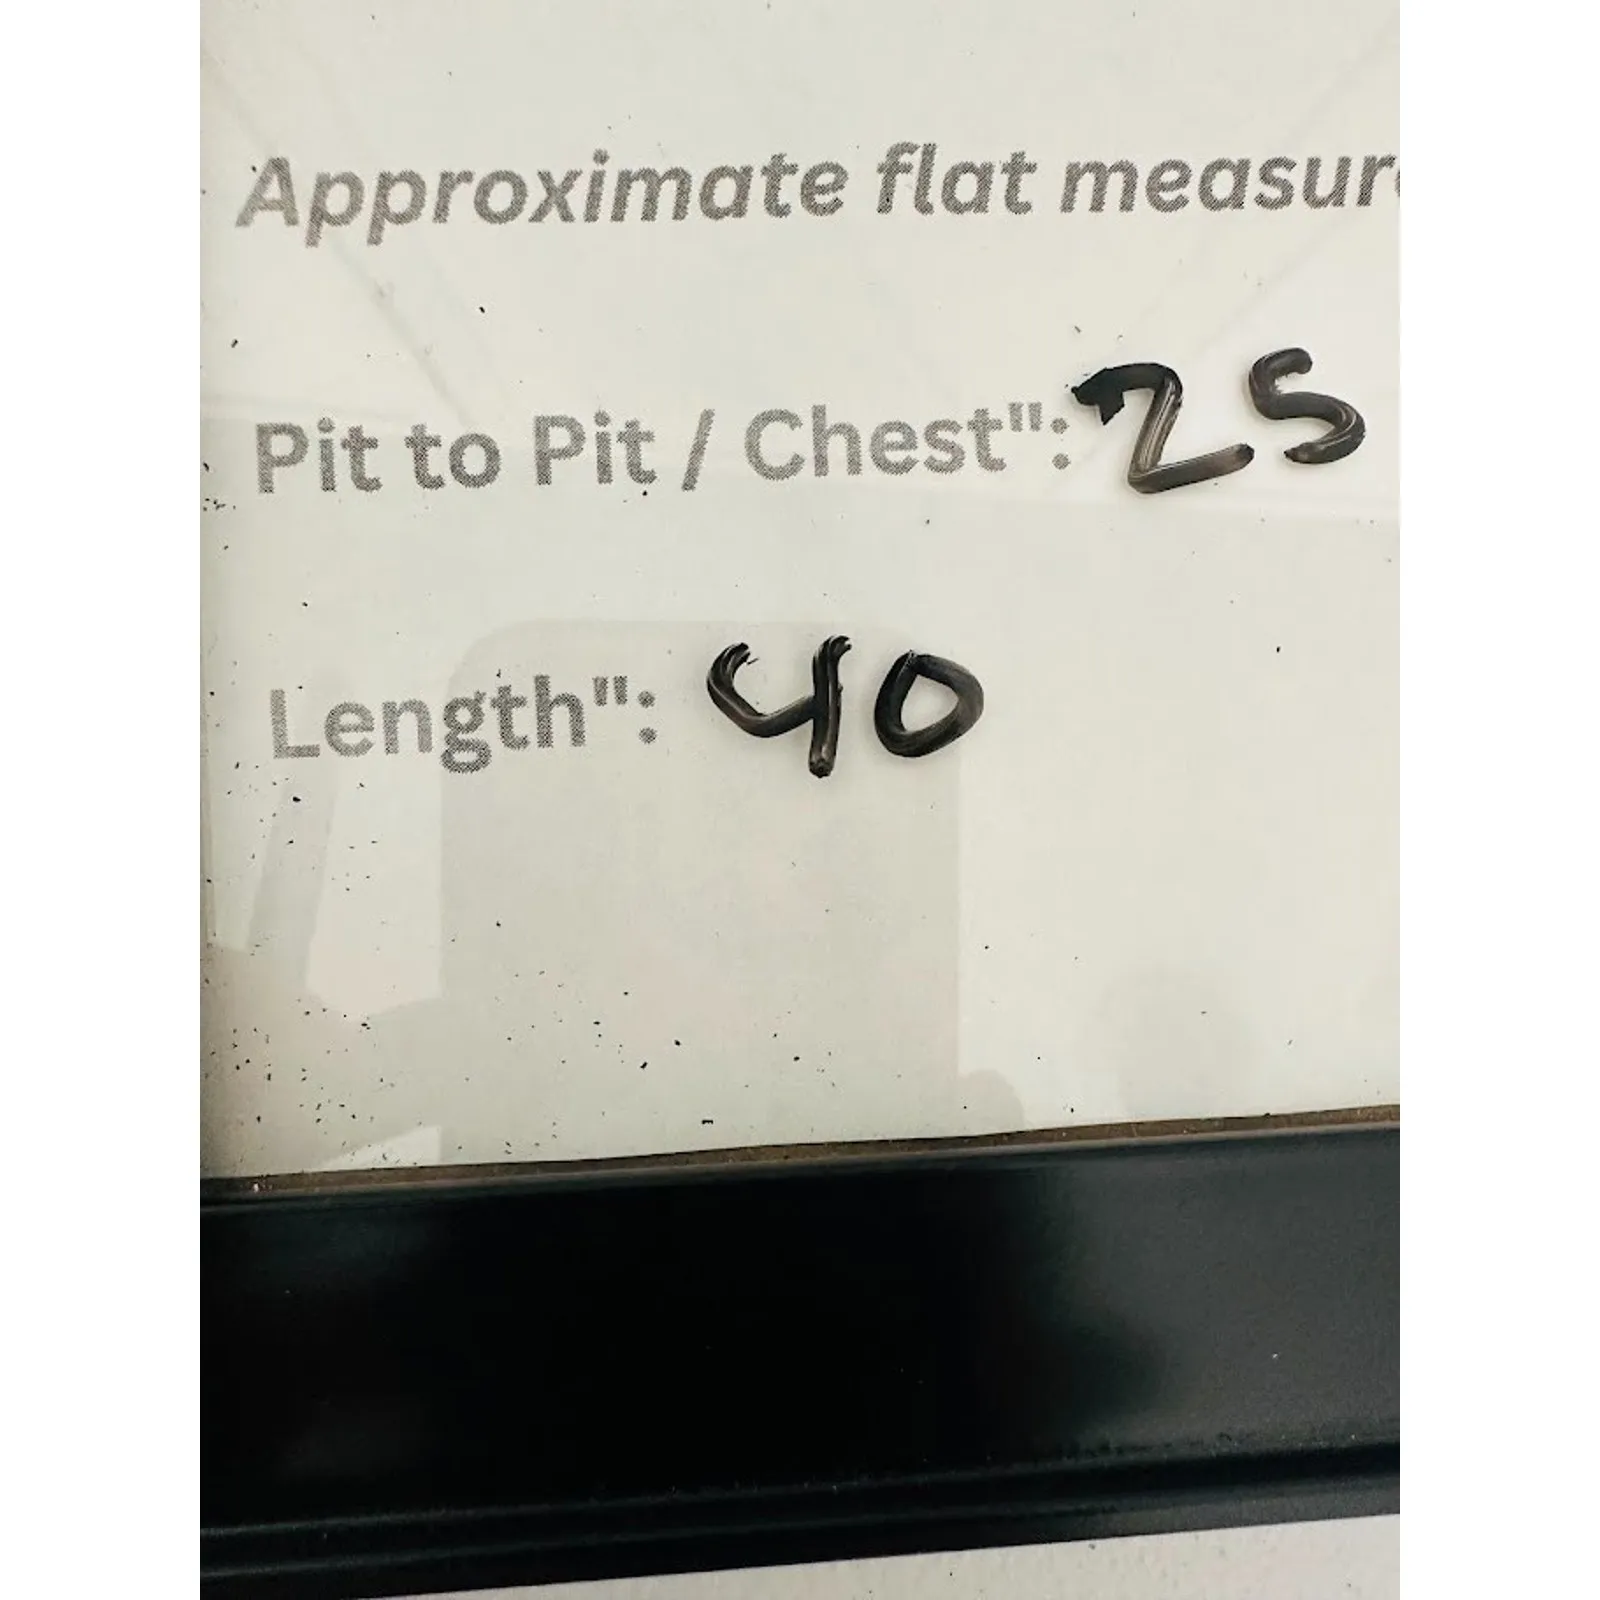 Approximate flat measur
Pit to Pit / Chest": 25
Length": 40